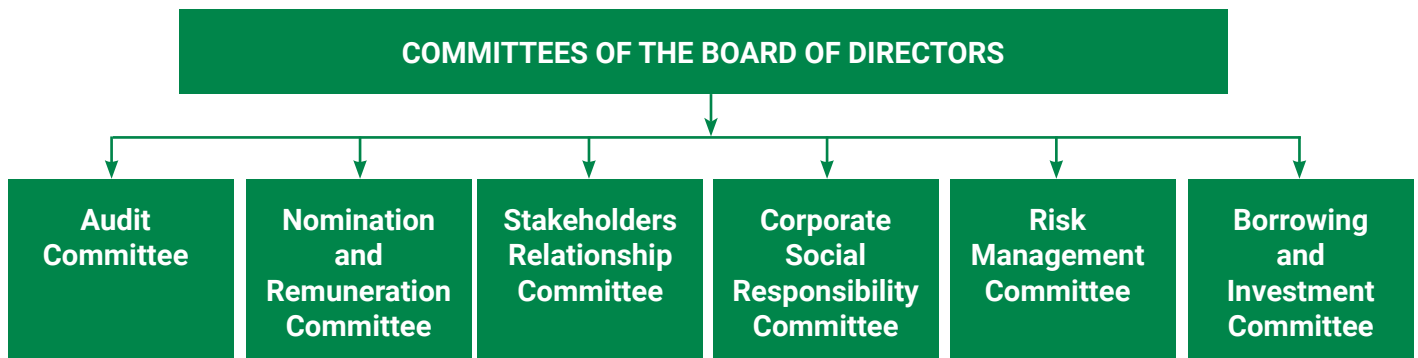 COMMITTEES OF THE BOARD OF DIRECTORS
Audit
Committee
Nomination
and
Remuneration
Committee
Stakeholders
Relationship
Committee
Corporate
Social
Responsibility
Committee
Risk
Management
Committee
Borrowing
and
Investment
Committee